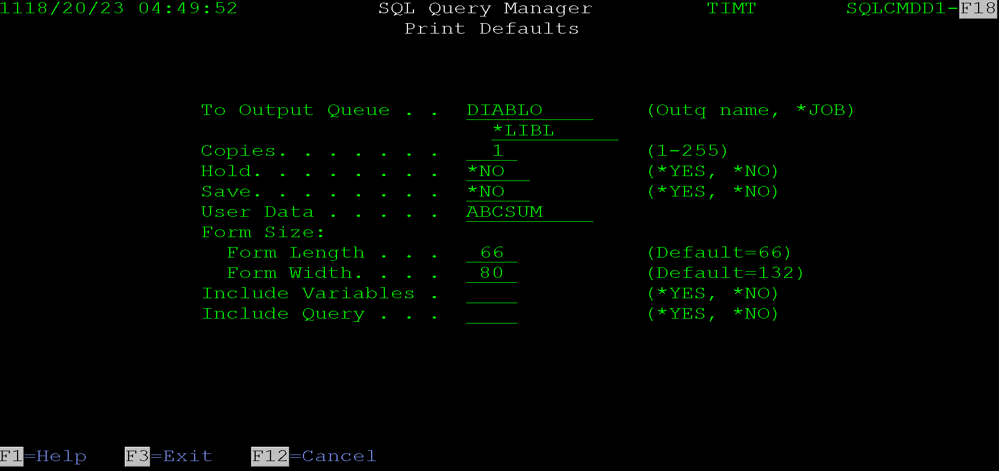 1118/20/23 04:49:52 SQL Query Manager TIMT SQLCMDD1-F18
Print Defaults
To Output Queue . . DIABLO (Outq name, *JOB)
*LIBL
Copies. . . . . . . 1 (1-255)
Hold. . . . . . . . *NO (*YES, *NO)
Save. . . . . . . . *NO (*YES, *NO)
User Data . . . . . ABCSUM
Form Size:
Form Length . . . 66 (Default=66)
Form Width. . . . 80 (Default=132)
Include Variables . (*YES, *NO)
Include Query . . . (*YES, *NO)
F1=Help F3=Exit F12=Cancel